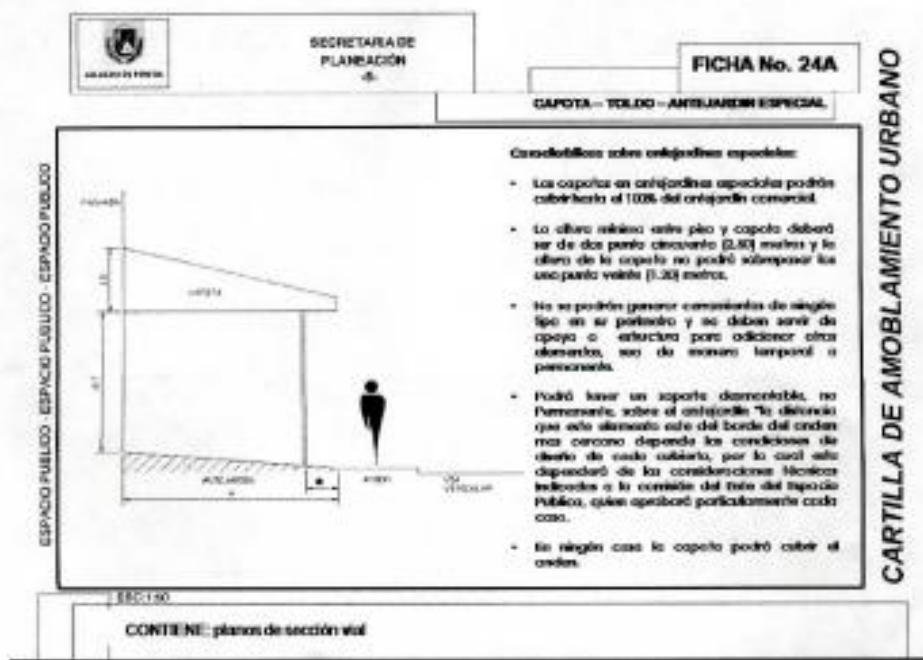 SECRETARIA DE
PLANEACIÓN
-5-
FICHA No. 24A
CAPOTA – TOLDO – ANTEJARDIN ESPECIAL
CARTILLA DE AMOBLAMIENTO URBANO
ESPACIO PUBLICO - ESPACIO PUBLICO - ESPACIO PUBLICO
Características sobre antejardines especiales:
- Las capotas en antejardines especiales podrán
cubrir hasta el 100% del antejardín comercial.
- La altura mínima entre piso y capota deberá
ser de dos punto cincuenta (2.50) metros y la
altura de la capota no podrá sobrepasar los
uno punto veinte (1.20) metros.
- No se podrán generar cerramientos de ningún
tipo en su perímetro y no deben servir de
apoyo o estructura para adicionar otros
elementos, sea de manera temporal o
permanente.
- Podrá tener un soporte desmontable, no
Permanente, sobre el antejardín "la distancia
que este elemento este del borde del anden
mas cercano depende las condiciones de
diseño de cada cubierta, por lo cual esto
dependerá de las consideraciones técnicas
indicadas a la comisión del Ente del Espacio
Publico, quien aprobará particularmente cada
caso.
- En ningún caso la capota podrá cubrir el
anden.
CAPOTA
ANTEJARDIN
ANDEN
VIA
VEHICULAR
ESC: 1:50
CONTIENE: planos de sección vial